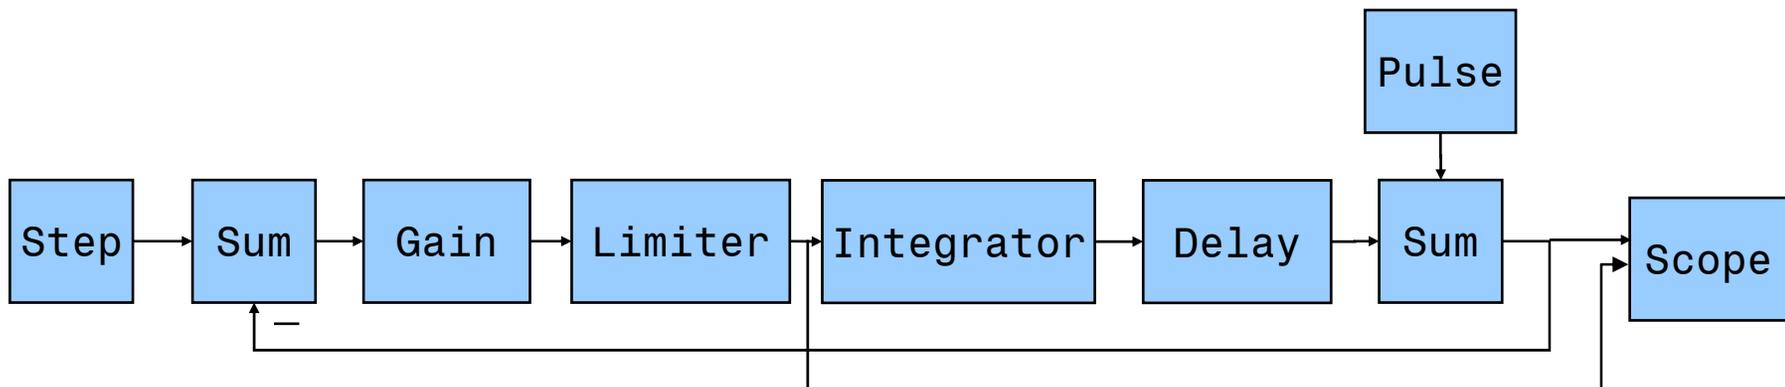 Pulse
Step
Sum
Gain
Limiter
Integrator
Delay
Sum
Scope
—